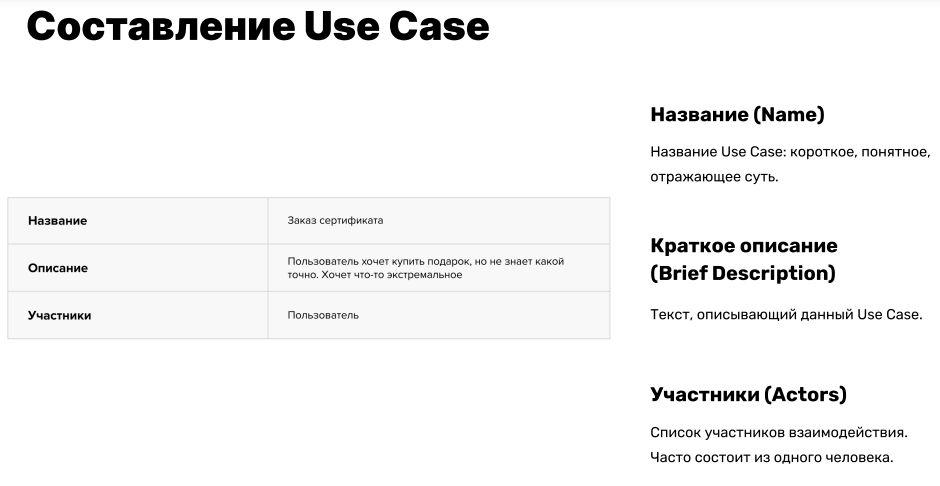 Составление Use Case
Название
Заказ сертификата
Описание
Пользователь хочет купить подарок, но не знает какой
точно. Хочет что-то экстремальное
Участники
Пользователь
Название (Name)
Название Use Case: короткое, понятное,
отражающее суть.
Краткое описание
(Brief Description)
Текст, описывающий данный Use Case.
Участники (Actors)
Список участников взаимодействия.
Часто состоит из одного человека.